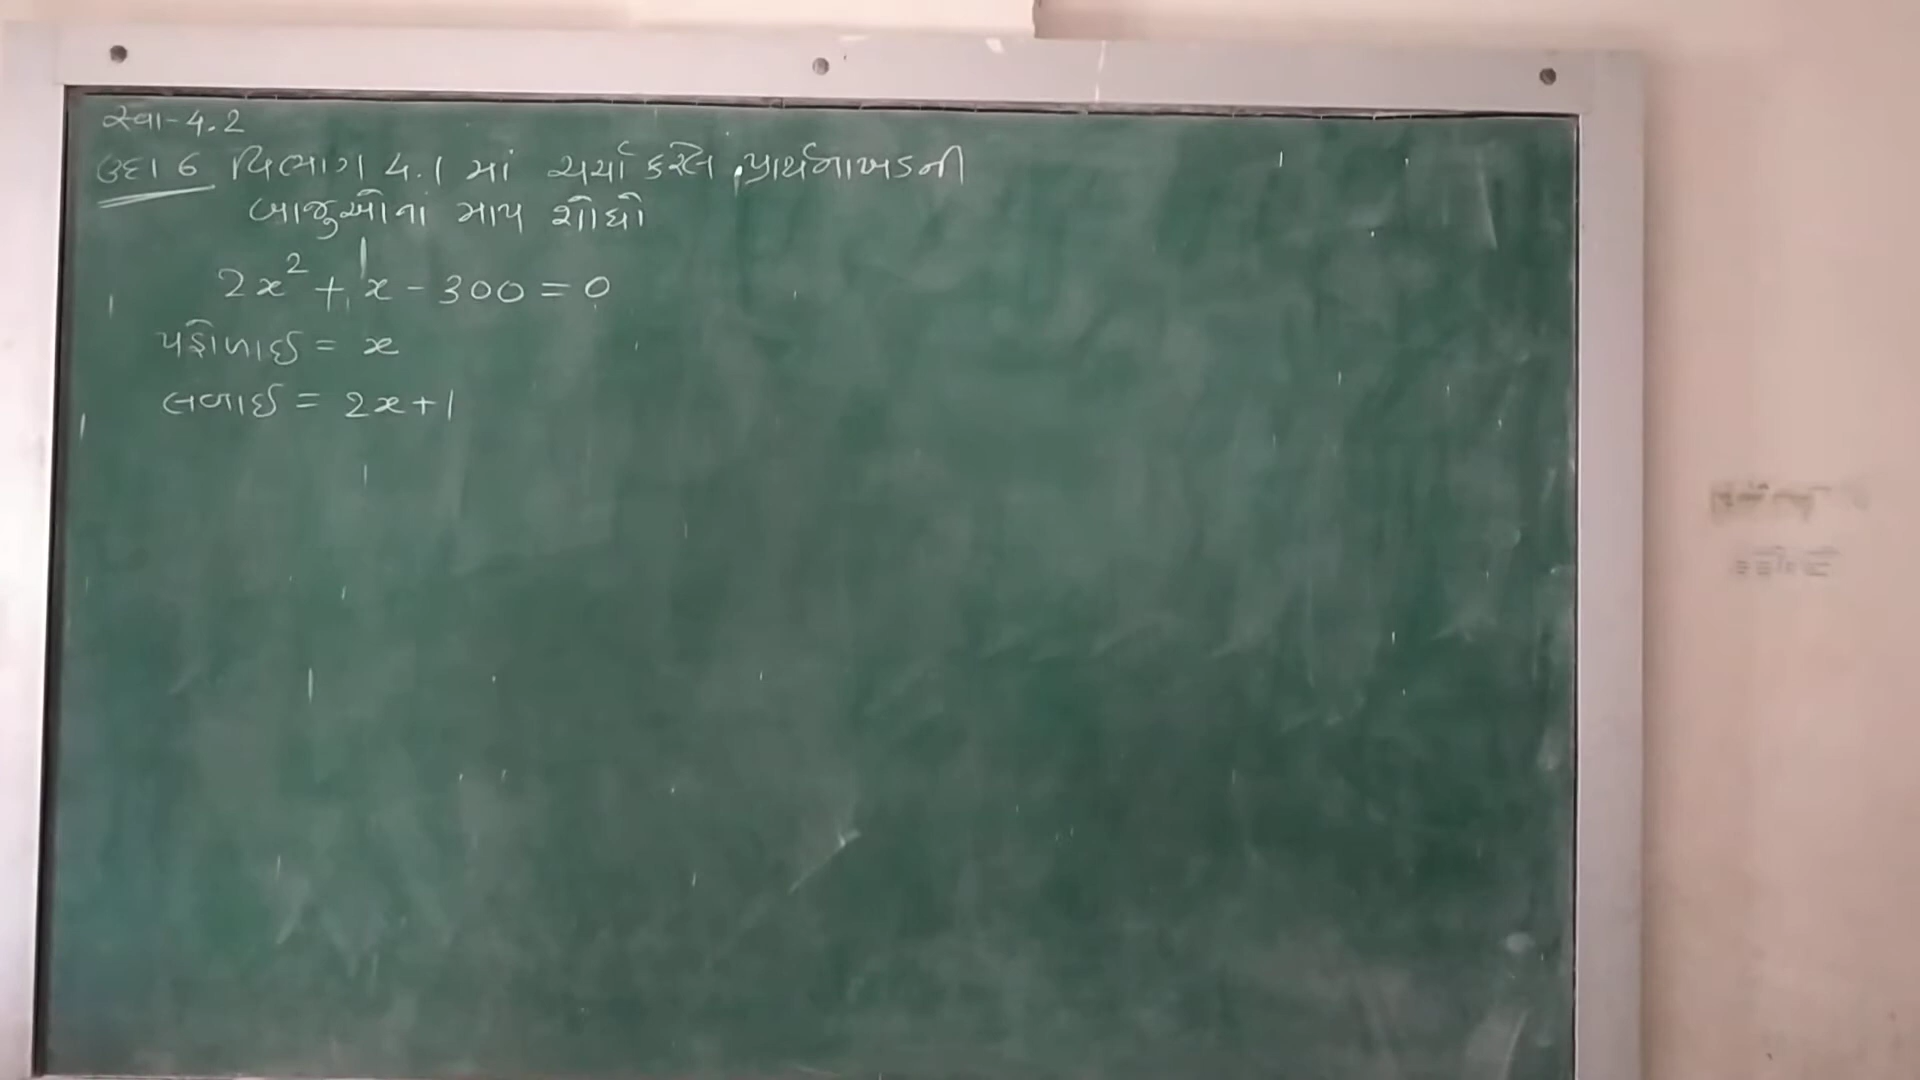 સ્વા-4.2
ઉદા 6 વિભાગ 4.1 માં ચર્ચા કરેલ પ્રાર્થનાખંડની
બાજુઓના માપ શોધો
2x² + x - 300 = 0
પહોળાઈ = x
લંબાઈ = 2x+1